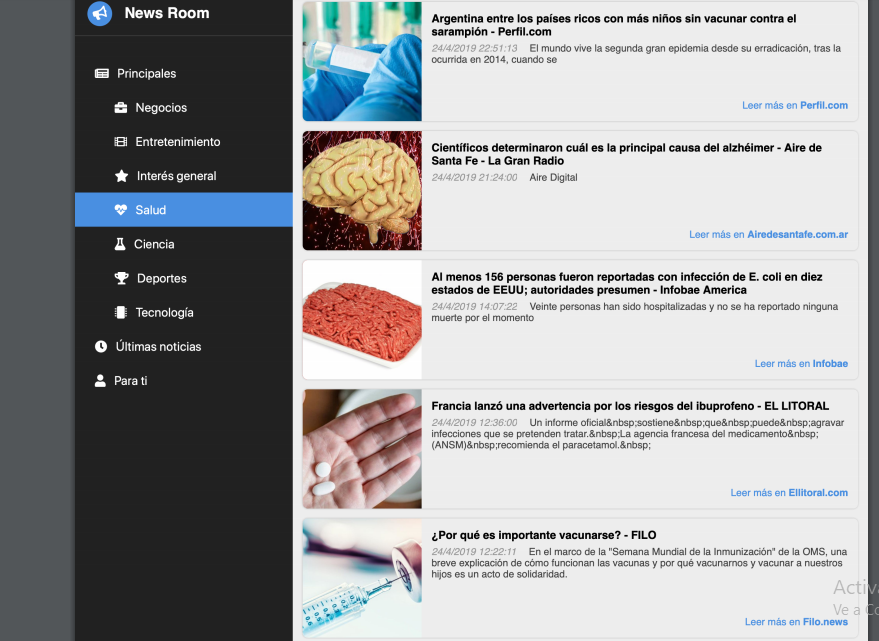 News Room
Principales
Negocios
Entretenimiento
Interés general
Salud
Ciencia
Deportes
Tecnología
Últimas noticias
Para ti
Argentina entre los países ricos con más niños sin vacunar contra el
sarampión - Perfil.com
24/4/2019 22:51:13 El mundo vive la segunda gran epidemia desde su erradicación, tras la
ocurrida en 2014, cuando se
Leer más en Perfil.com
Científicos determinaron cuál es la principal causa del alzhéimer - Aire de
Santa Fe - La Gran Radio
24/4/2019 21:24:00 Aire Digital
Leer más en Airedesantafe.com.ar
Al menos 156 personas fueron reportadas con infección de E. coli en diez
estados de EEUU; autoridades presumen - Infobae America
24/4/2019 14:07:22 Veinte personas han sido hospitalizadas y no se ha reportado ninguna
muerte por el momento
Leer más en Infobae
Francia lanzó una advertencia por los riesgos del ibuprofeno - EL LITORAL
24/4/2019 12:36:00 Un informe oficial&nbsp;sostiene&nbsp;que&nbsp;puede&nbsp;agravar
infecciones que se pretenden tratar.&nbsp;La agencia francesa del medicamento&nbsp;
(ANSM)&nbsp;recomienda el paracetamol.&nbsp;
Leer más en Ellitoral.com
¿Por qué es importante vacunarse? - FILO
24/4/2019 12:22:11 En el marco de la "Semana Mundial de la Inmunización" de la OMS, una
breve explicación de cómo funcionan las vacunas y por qué vacunarnos y vacunar a nuestros
hijos es un acto de solidaridad.
Leer más en Filo.news
Activa
Ve a Co